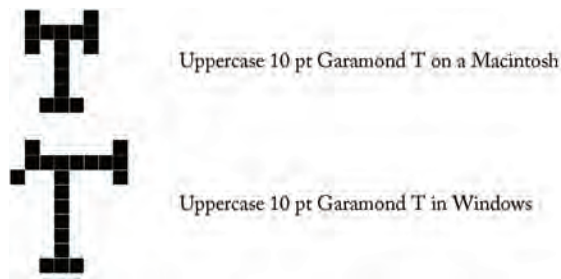 Uppercase 10 pt Garamond T on a Macintosh
Uppercase 10 pt Garamond T in Windows